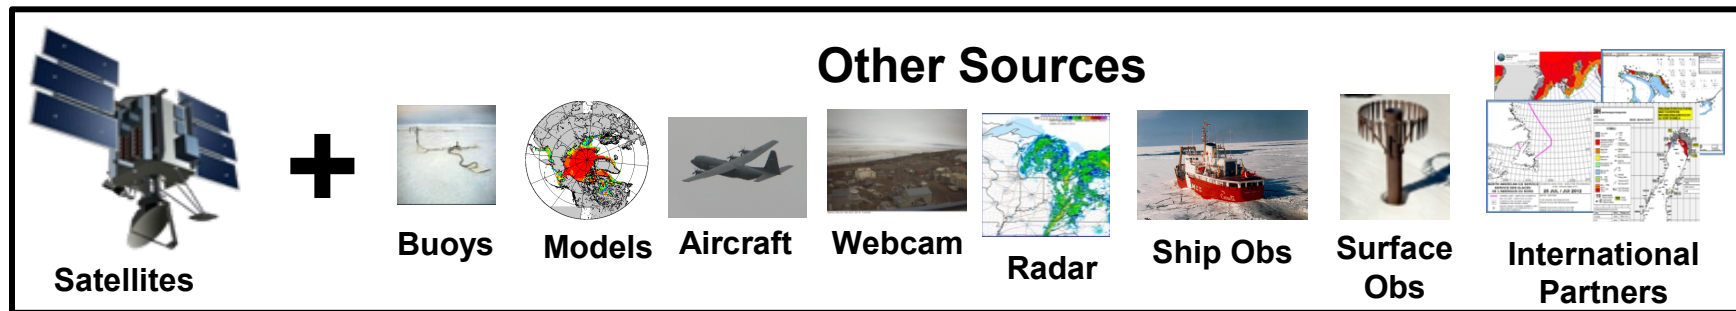 Other Sources
Satellites
Buoys
Models
Aircraft
Webcam
Radar
Ship Obs
Surface
Obs
International
Partners